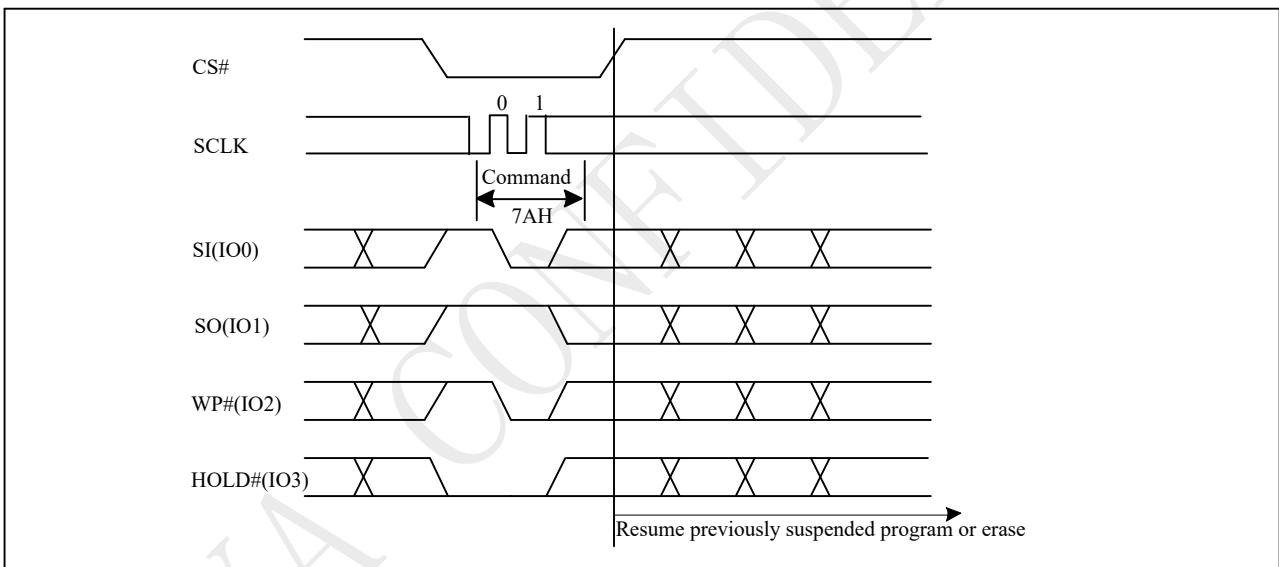 CS#
0 1
SCLK
Command
7AH
SI(IO0)
SO(IO1)
WP#(IO2)
HOLD#(IO3)
Resume previously suspended program or erase